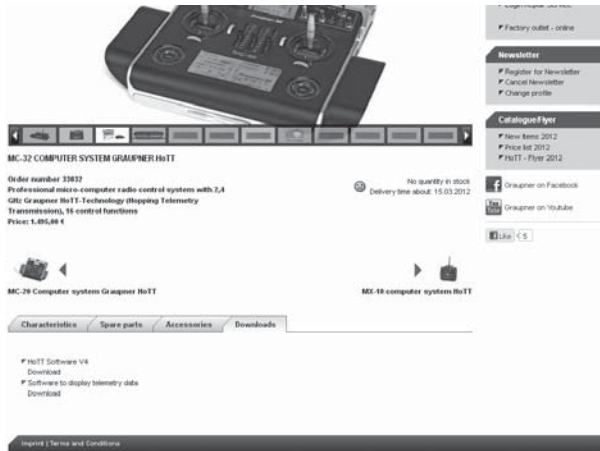 Login Repair Service
Factory outlet - online
Newsletter
Register for Newsletter
Cancel Newsletter
Change profile
Catalogue/Flyer
New Items 2012
Price list 2012
HoTT - Flyer 2012
Graupner on Facebook
You
Tube
Graupner on Youtube
Like
5
MC-32 COMPUTER SYSTEM GRAUPNER HoTT
Order number 33032
Professional micro-computer radio control system with 2,4
GHz Graupner HoTT-Technology (Hopping Telemetry
Transmission), 16 control functions
Price: 1.495,00 €
No quantity in stock
Delivery time about: 15.03.2012
MC-20 Computer system Graupner HoTT
MX-10 computer system HoTT
Characteristics
Spare parts
Accessories
Downloads
HoTT Software V4
Download
Software to display telemetry data
Download
Imprint | Terms and Conditions